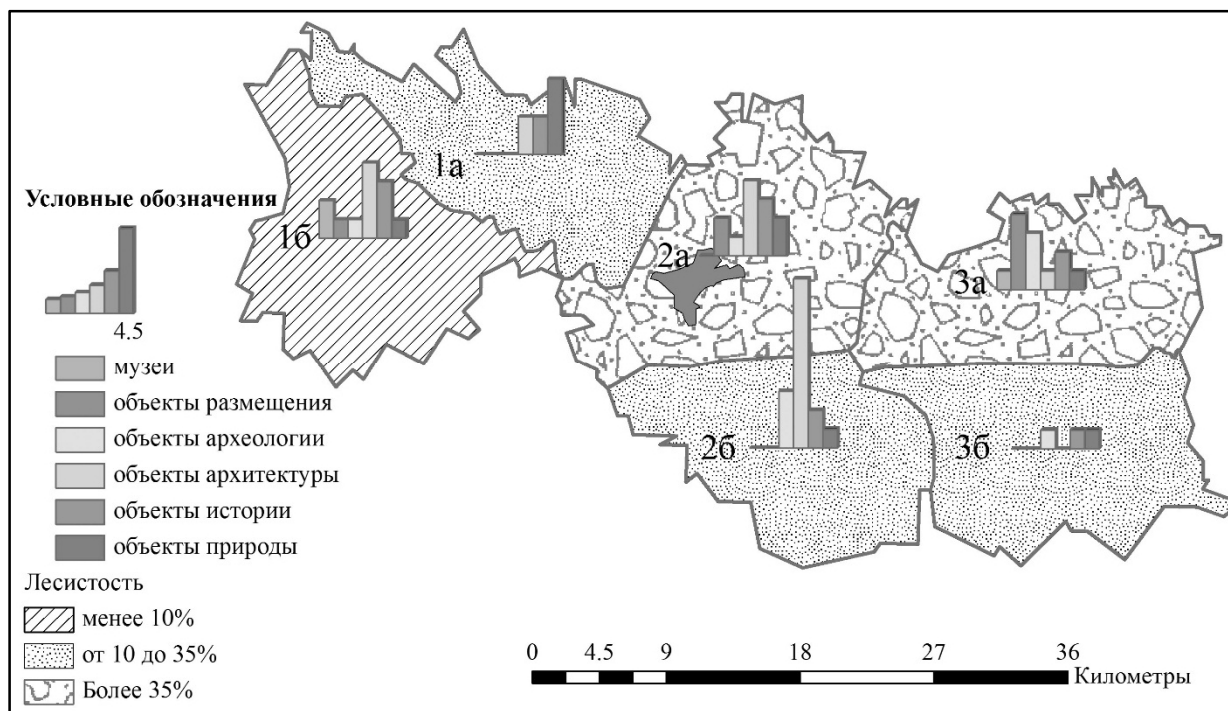 1а
1б
2а
3а
2б
3б
Условные обозначения
4.5
музеи
объекты размещения
объекты археологии
объекты архитектуры
объекты истории
объекты природы
Лесистость
менее 10%
от 10 до 35%
Более 35%
0 4.5 9 18 27 36
Километры